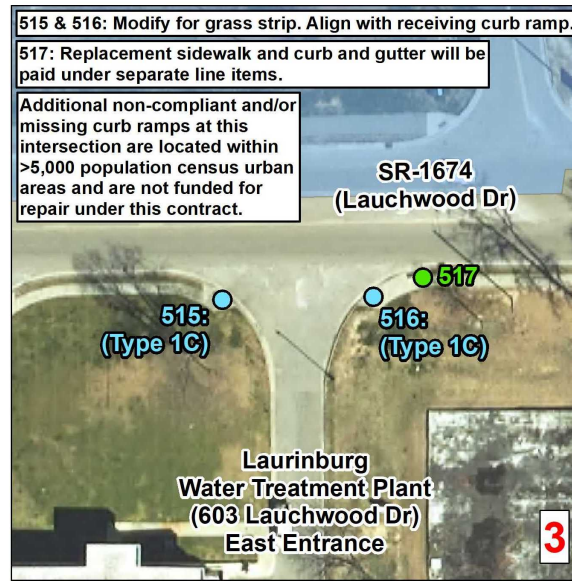 515 & 516: Modify for grass strip. Align with receiving curb ramp.
517: Replacement sidewalk and curb and gutter will be
paid under separate line items.
Additional non-compliant and/or
missing curb ramps at this
intersection are located within
>5,000 population census urban
areas and are not funded for
repair under this contract.
SR-1674
(Lauchwood Dr)
517
515:
(Type 1C)
516:
(Type 1C)
Laurinburg
Water Treatment Plant
(603 Lauchwood Dr)
East Entrance
3